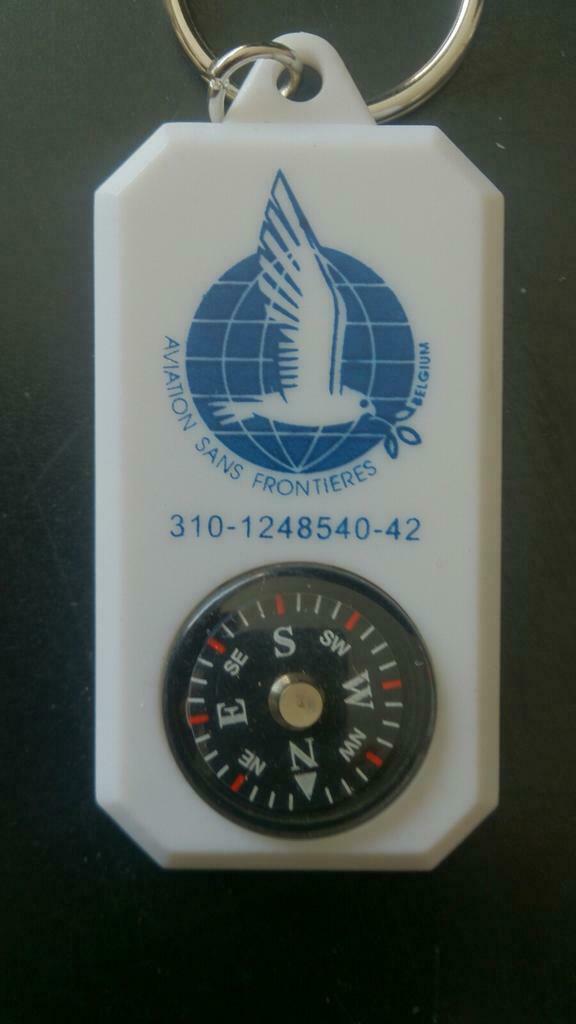 AVIATION SANS FRONTIERES
BELGIUM
310-1248540-42
S
SW
W
NW
N
NE
E
SE